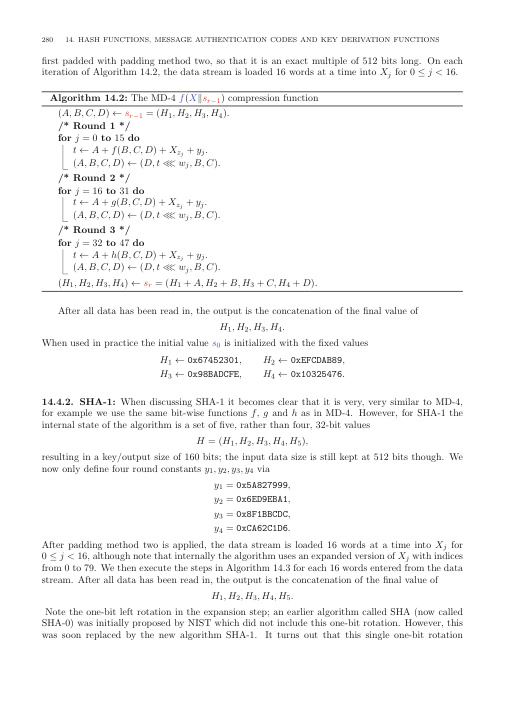 280 14. HASH FUNCTIONS, MESSAGE AUTHENTICATION CODES AND KEY DERIVATION FUNCTIONS
first padded with padding method two, so that it is an exact multiple of 512 bits long. On each
iteration of Algorithm 14.2, the data stream is loaded 16 words at a time into X_j for 0 ≤ j < 16.
Algorithm 14.2: The MD-4 f(X‖s_{r−1}) compression function
(A, B, C, D) ← s_{r−1} = (H_1, H_2, H_3, H_4).
/* Round 1 */
for j = 0 to 15 do
t ← A + f(B, C, D) + X_{z_j} + y_j.
(A, B, C, D) ← (D, t ⋘ w_j, B, C).
/* Round 2 */
for j = 16 to 31 do
t ← A + g(B, C, D) + X_{z_j} + y_j.
(A, B, C, D) ← (D, t ⋘ w_j, B, C).
/* Round 3 */
for j = 32 to 47 do
t ← A + h(B, C, D) + X_{z_j} + y_j.
(A, B, C, D) ← (D, t ⋘ w_j, B, C).
(H_1, H_2, H_3, H_4) ← s_r = (H_1 + A, H_2 + B, H_3 + C, H_4 + D).
After all data has been read in, the output is the concatenation of the final value of
H_1, H_2, H_3, H_4.
When used in practice the initial value s_0 is initialized with the fixed values
H_1 ← 0x67452301, H_2 ← 0xEFCDAB89,
H_3 ← 0x98BADCFE, H_4 ← 0x10325476.
14.4.2. SHA-1: When discussing SHA-1 it becomes clear that it is very, very similar to MD-4,
for example we use the same bit-wise functions f, g and h as in MD-4. However, for SHA-1 the
internal state of the algorithm is a set of five, rather than four, 32-bit values
H = (H_1, H_2, H_3, H_4, H_5),
resulting in a key/output size of 160 bits; the input data size is still kept at 512 bits though. We
now only define four round constants y_1, y_2, y_3, y_4 via
y_1 = 0x5A827999,
y_2 = 0x6ED9EBA1,
y_3 = 0x8F1BBCDC,
y_4 = 0xCA62C1D6.
After padding method two is applied, the data stream is loaded 16 words at a time into X_j for
0 ≤ j < 16, although note that internally the algorithm uses an expanded version of X_j with indices
from 0 to 79. We then execute the steps in Algorithm 14.3 for each 16 words entered from the data
stream. After all data has been read in, the output is the concatenation of the final value of
H_1, H_2, H_3, H_4, H_5.
Note the one-bit left rotation in the expansion step; an earlier algorithm called SHA (now called
SHA-0) was initially proposed by NIST which did not include this one-bit rotation. However, this
was soon replaced by the new algorithm SHA-1. It turns out that this single one-bit rotation